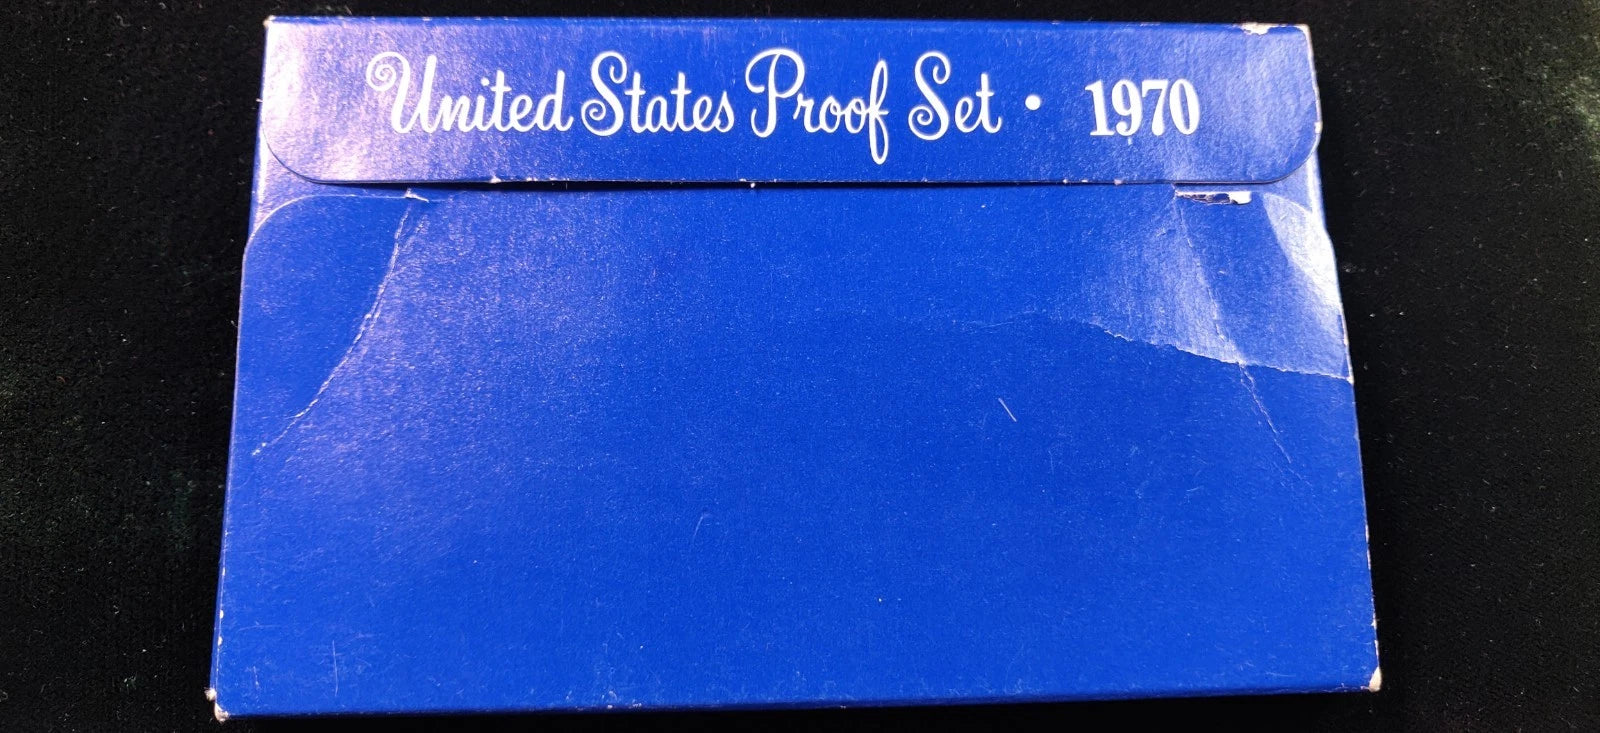 United States Proof Set • 1970